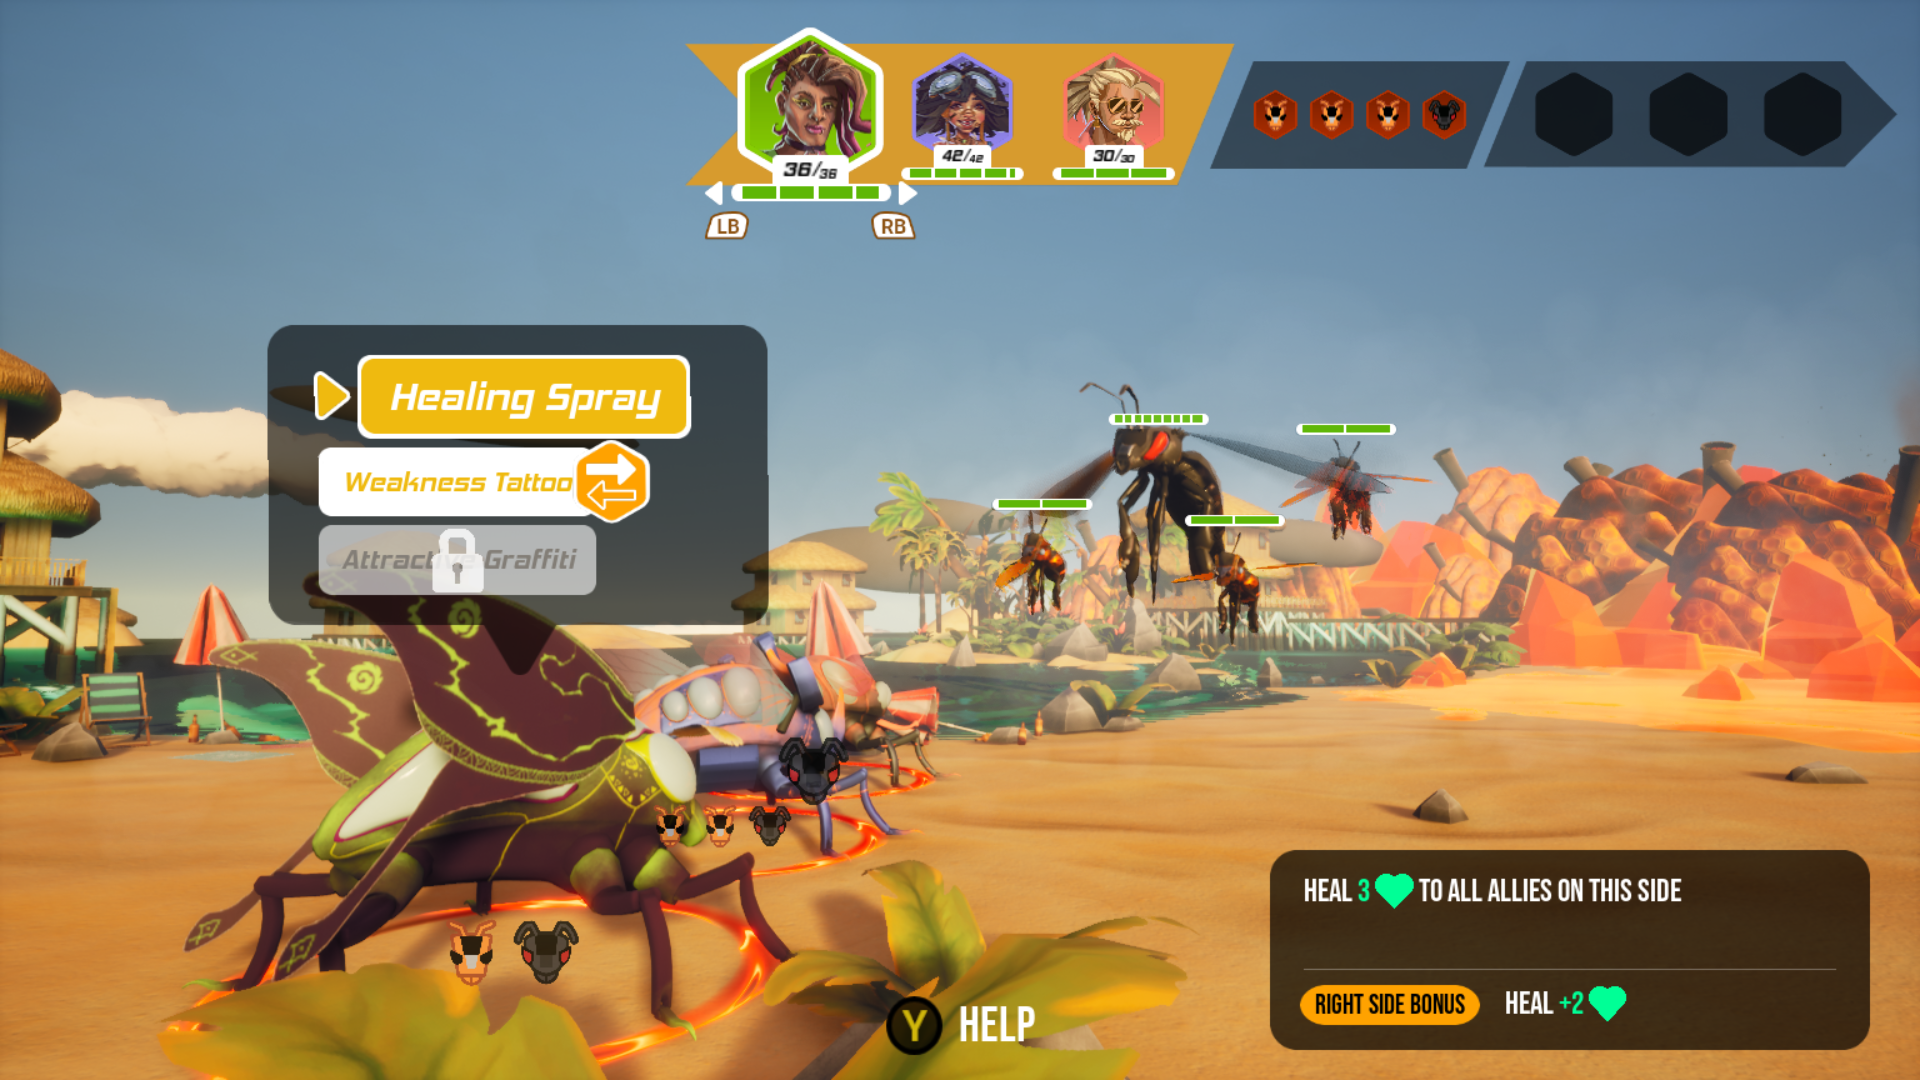 36/36
42/42
30/30
LB
RB
Healing Spray
Weakness Tattoo
Attractive Graffiti
HEAL 3 TO ALL ALLIES ON THIS SIDE
RIGHT SIDE BONUS HEAL +2
Y HELP